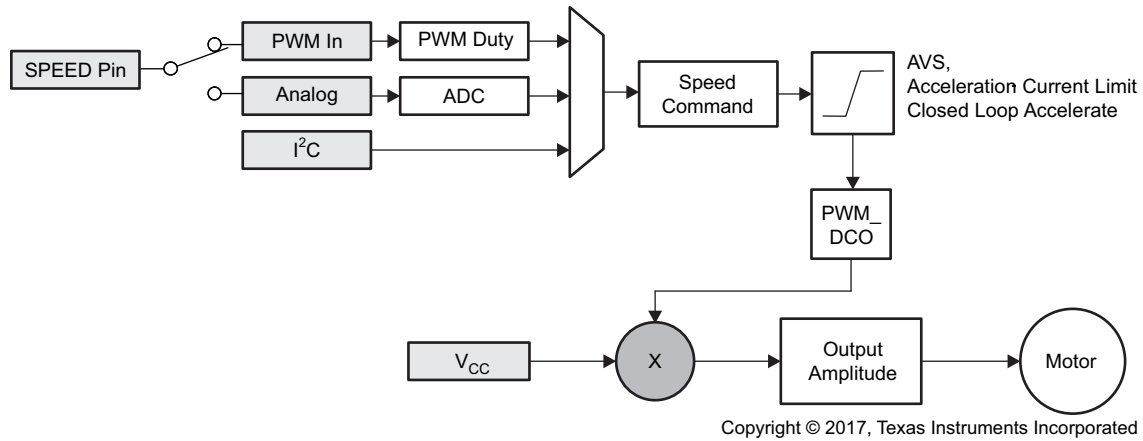 SPEED Pin
PWM In
PWM Duty
Analog
ADC
I²C
Speed
Command
AVS,
Acceleration Current Limit
Closed Loop Accelerate
PWM_
DCO
V_CC
X
Output
Amplitude
Motor
Copyright © 2017, Texas Instruments Incorporated